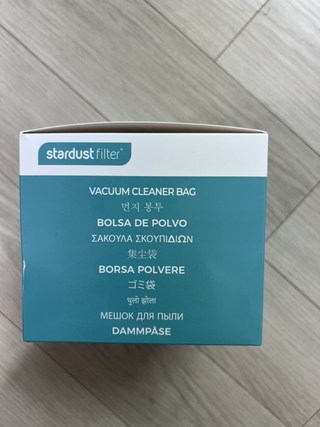 stardust filter®
VACUUM CLEANER BAG
먼지 봉투
BOLSA DE POLVO
ΣΑΚΟΥΛΑ ΣΚΟΥΠΙΔΙΩΝ
集尘袋
BORSA POLVERE
ゴミ袋
धुलो झोला
МЕШОК ДЛЯ ПЫЛИ
DAMMPÅSE